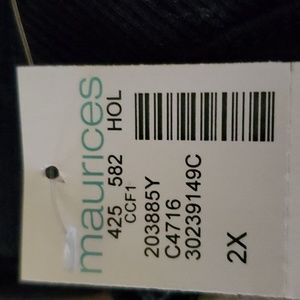 maurices
425 582 HOL
CCF1
203885Y
C4716
30239149C
2X